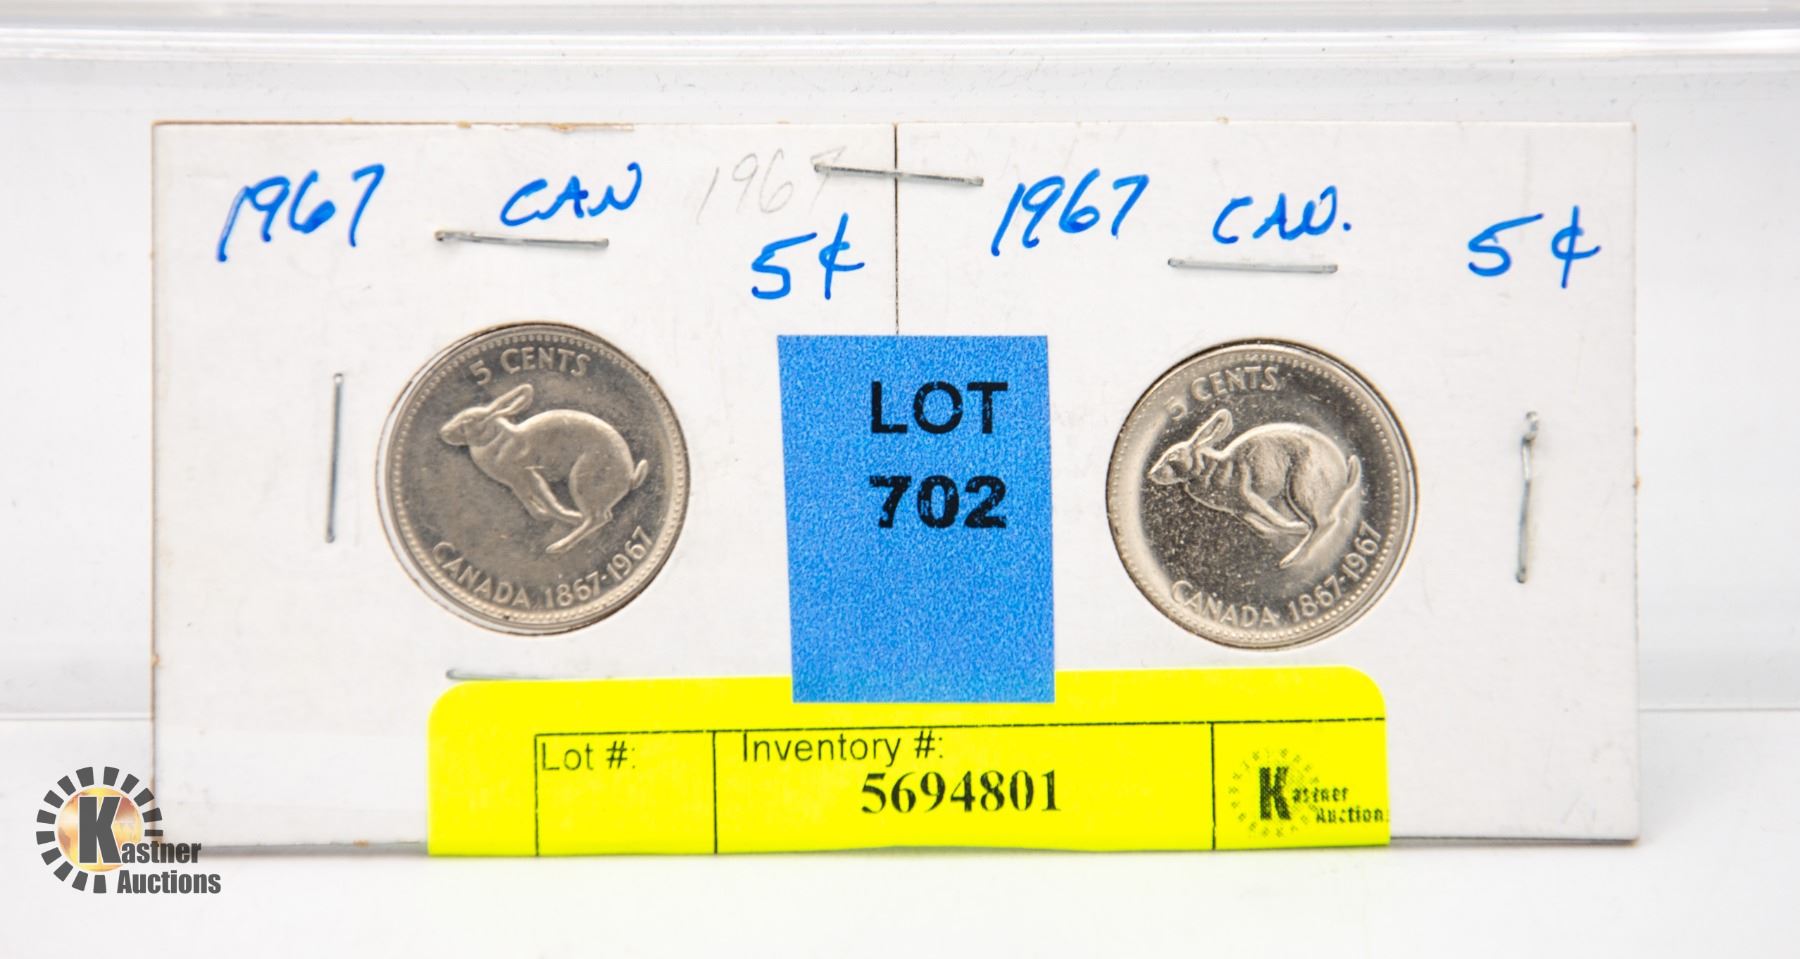 1967 CAN 1967
5¢
1967 CAN.
5¢
5 CENTS
CANADA 1867-1967
LOT
702
5 CENTS
CANADA 1867-1967
Lot #:
Inventory #:
5694801
Kastner
Auction
Kastner
Auctions